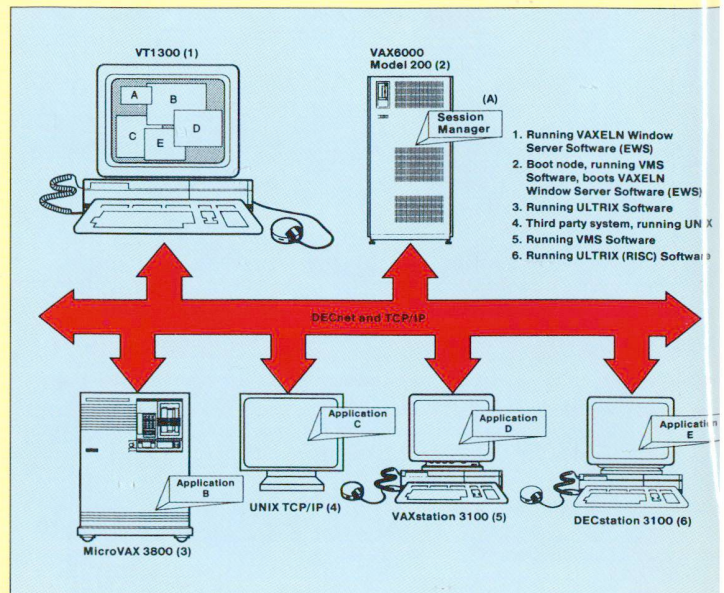 VT1300 (1)
A
B
C
D
E
VAX6000
Model 200 (2)
(A)
Session
Manager
1. Running VAXELN Window
Server Software (EWS)
2. Boot node, running VMS
Software, boots VAXELN
Window Server Software (EWS)
3. Running ULTRIX Software
4. Third party system, running UNIX
5. Running VMS Software
6. Running ULTRIX (RISC) Software
DECnet and TCP/IP
Application
B
MicroVAX 3800 (3)
Application
C
UNIX TCP/IP (4)
Application
D
VAXstation 3100 (5)
Application
E
DECstation 3100 (6)